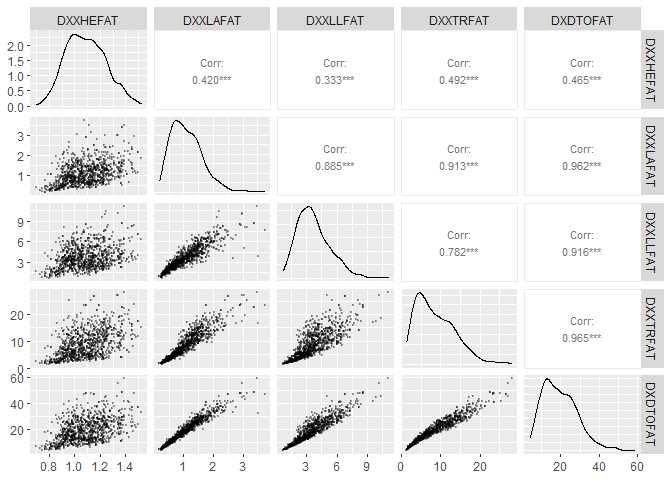 DXXHEFAT DXXLAFAT DXXLLFAT DXXTRFAT DXDTOFAT
2.0
1.5
1.0
0.5
0.0
Corr:
0.420***
Corr:
0.333***
Corr:
0.492***
Corr:
0.465***
DXXHEFAT
3
2
1
Corr:
0.885***
Corr:
0.913***
Corr:
0.962***
DXXLAFAT
9
6
3
Corr:
0.782***
Corr:
0.916***
DXXLLFAT
20
10
0
Corr:
0.965***
DXXTRFAT
60
40
20
DXDTOFAT
0.8 1.0 1.2 1.4 1 2 3 3 6 9 0 10 20 0 20 40 60